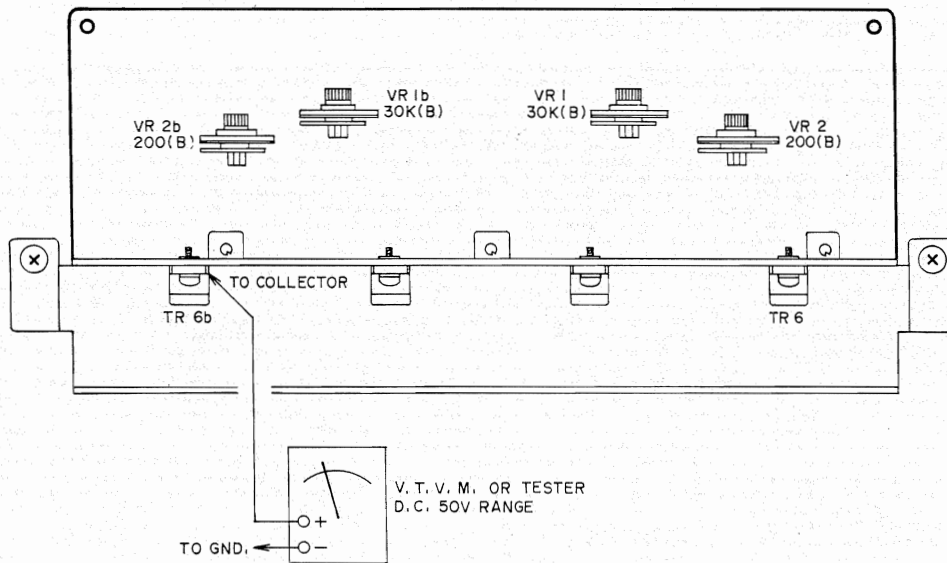 VR 1b
30K(B)
VR 1
30K(B)
VR 2b
200(B)
VR 2
200(B)
TO COLLECTOR
TR 6b
TR 6
V.T.V.M. OR TESTER
D.C. 50V RANGE
+
TO GND. −